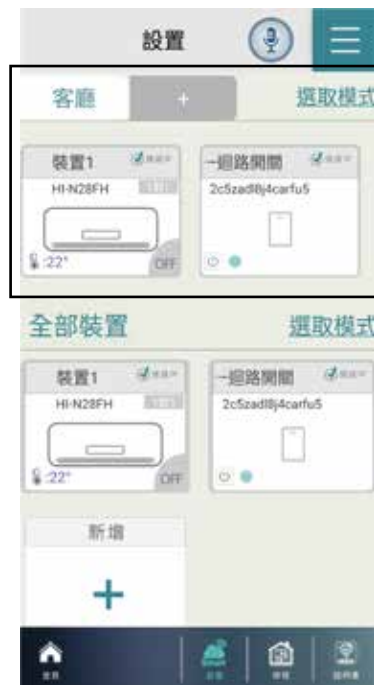 設置
客廳 + 選取模式
裝置1 一迴路開關
HI-N28FH 2c5zadl8j4carfu5
:22° OFF
全部裝置 選取模式
裝置1 一迴路開關
HI-N28FH 2c5zadl8j4carfu5
:22° OFF
新增
+